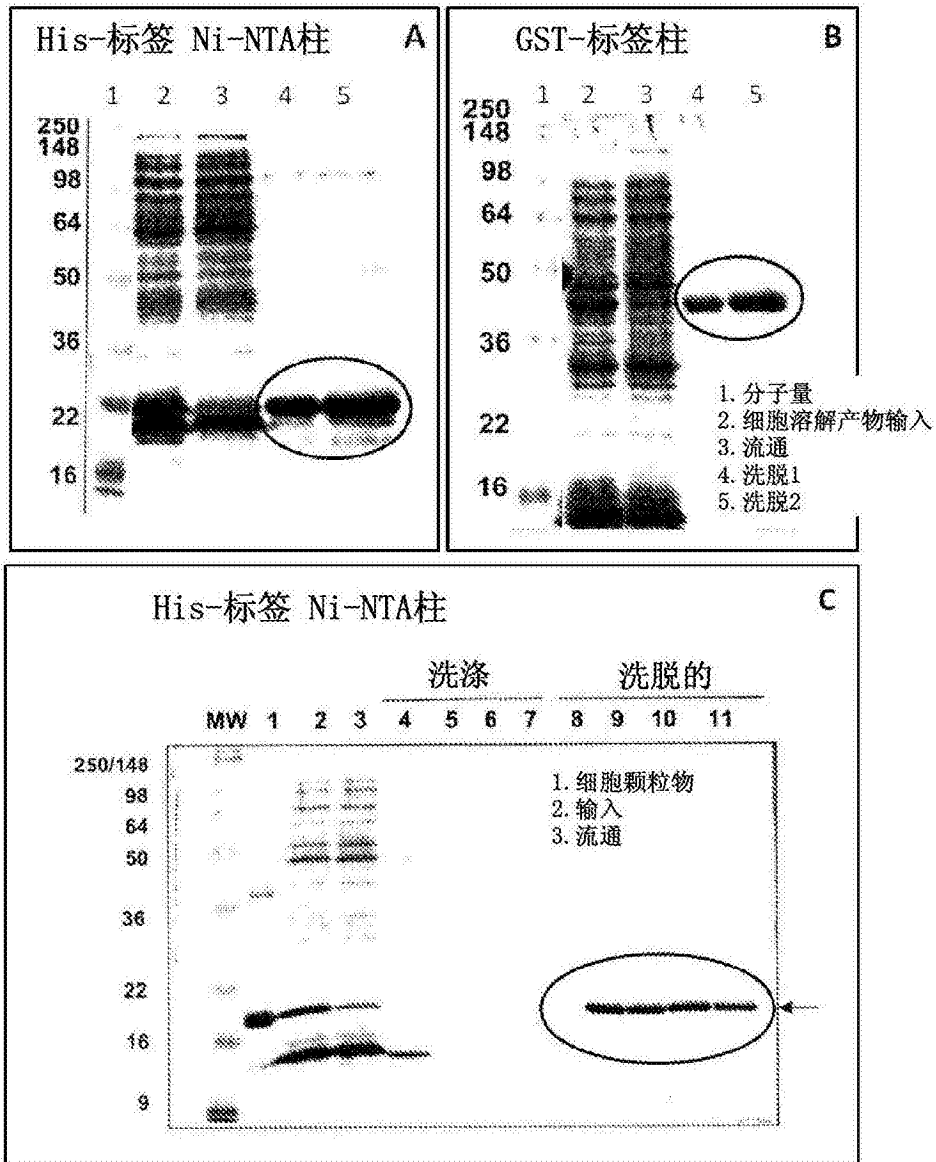 His-标签 Ni-NTA柱 A
1 2 3 4 5
250
148
98
64
50
36
22
16
GST-标签柱 B
1 2 3 4 5
250
148
98
64
50
36
22
16
1. 分子量
2. 细胞溶解产物输入
3. 流通
4. 洗脱1
5. 洗脱2
His-标签 Ni-NTA柱 C
洗涤 洗脱的
MW 1 2 3 4 5 6 7 8 9 10 11
250/148
98
64
50
36
22
16
9
1. 细胞颗粒物
2. 输入
3. 流通